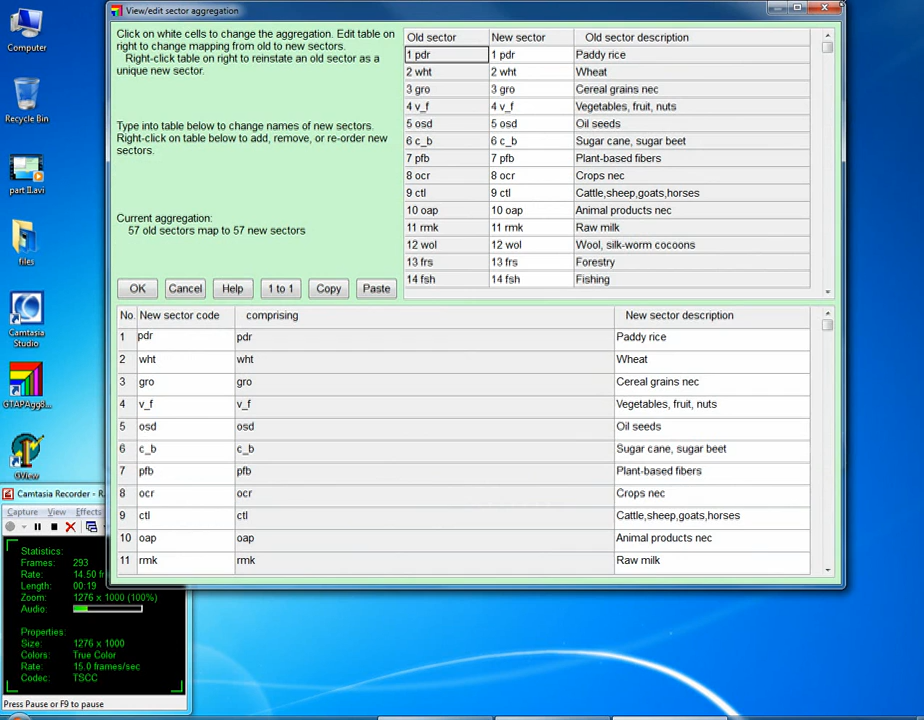 Computer
Recycle Bin
part II.avi
files
Camtasia
Studio
GTAPAgg8...
GView
View/edit sector aggregation
Click on white cells to change the aggregation. Edit table on
right to change mapping from old to new sectors.
Right-click table on right to reinstate an old sector as a
unique new sector.
Type into table below to change names of new sectors.
Right-click on table below to add, remove, or re-order new
sectors.
Current aggregation:
57 old sectors map to 57 new sectors
OK Cancel Help 1 to 1 Copy Paste
Old sector New sector Old sector description
1 pdr 1 pdr Paddy rice
2 wht 2 wht Wheat
3 gro 3 gro Cereal grains nec
4 v_f 4 v_f Vegetables, fruit, nuts
5 osd 5 osd Oil seeds
6 c_b 6 c_b Sugar cane, sugar beet
7 pfb 7 pfb Plant-based fibers
8 ocr 8 ocr Crops nec
9 ctl 9 ctl Cattle,sheep,goats,horses
10 oap 10 oap Animal products nec
11 rmk 11 rmk Raw milk
12 wol 12 wol Wool, silk-worm cocoons
13 frs 13 frs Forestry
14 fsh 14 fsh Fishing
No. New sector code comprising New sector description
1 pdr pdr Paddy rice
2 wht wht Wheat
3 gro gro Cereal grains nec
4 v_f v_f Vegetables, fruit, nuts
5 osd osd Oil seeds
6 c_b c_b Sugar cane, sugar beet
7 pfb pfb Plant-based fibers
8 ocr ocr Crops nec
9 ctl ctl Cattle,sheep,goats,horses
10 oap oap Animal products nec
11 rmk rmk Raw milk
Camtasia Recorder - R
Capture View Effects
Statistics:
Frames: 293
Rate: 14.50 fr
Length: 00:19
Zoom: 1276 x 1000 (100%)
Audio:
Properties:
Size: 1276 x 1000
Colors: True Color
Rate: 15.0 frames/sec
Codec: TSCC
Press Pause or F9 to pause